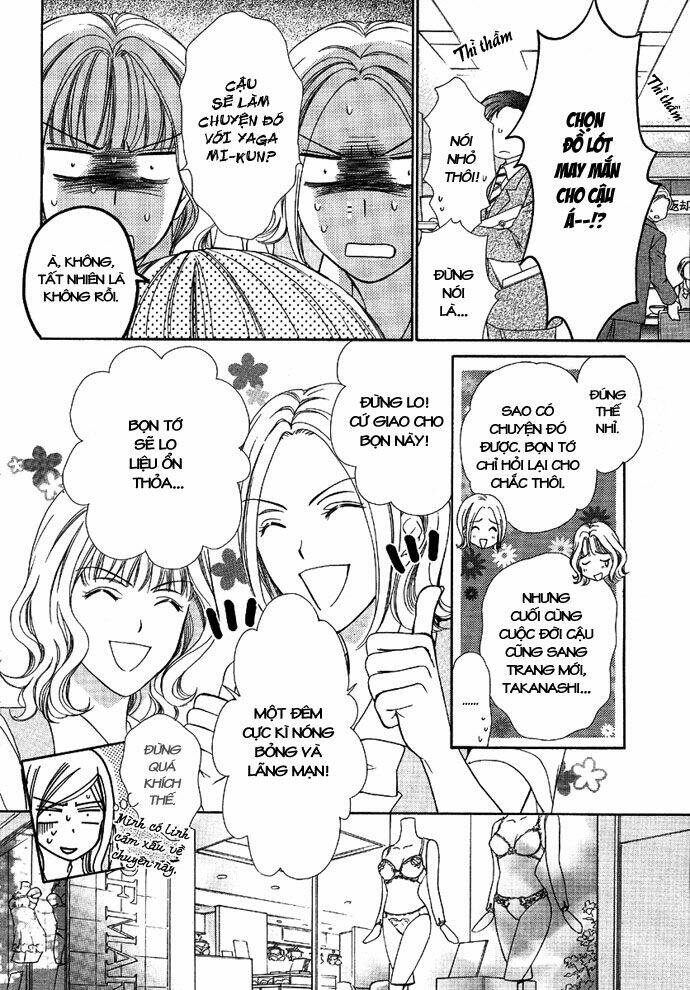 Thì thầm
Thì thầm
CHỌN
ĐỒ LÓT
MAY MẮN
CHO CẬU
Á--!?
NÓI
NHỎ
THÔI!
ĐỪNG
NÓI
LÀ...
CẬU
SẼ LÀM
CHUYỆN ĐÓ
VỚI YAGA
MI-KUN?
À, KHÔNG,
TẤT NHIÊN LÀ
KHÔNG RỒI.
ĐÚNG
THẾ
NHỈ.
SAO CÓ
CHUYỆN ĐÓ
ĐƯỢC. BỌN TỚ
CHỈ HỎI LẠI CHO
CHẮC THÔI.
NHƯNG
CUỐI CÙNG
CUỘC ĐỜI CẬU
CŨNG SANG
TRANG MỚI,
TAKANASHI...
......
ĐỪNG LO!
CỨ GIAO CHO
BỌN NÀY!
BỌN TỚ
SẼ LO
LIỆU ỔN
THỎA...
MỘT ĐÊM
CỰC KÌ NÓNG
BỎNG VÀ
LÃNG MẠN!
ĐỪNG
QUÁ
KHÍCH
THẾ.
Mình có linh
cảm xấu về
chuyện này.
OF MAR